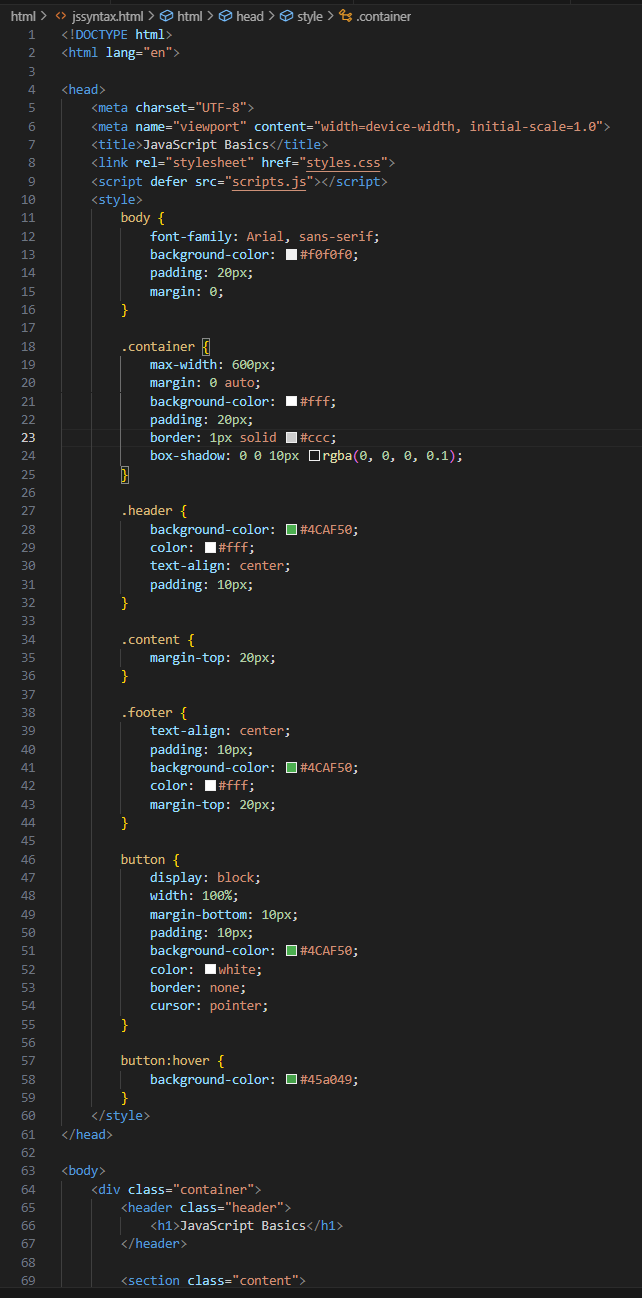 html > <> jssyntax.html > html > head > style > .container
1 <!DOCTYPE html>
2 <html lang="en">
3
4 <head>
5     <meta charset="UTF-8">
6     <meta name="viewport" content="width=device-width, initial-scale=1.0">
7     <title>JavaScript Basics</title>
8     <link rel="stylesheet" href="styles.css">
9     <script defer src="scripts.js"></script>
10     <style>
11         body {
12             font-family: Arial, sans-serif;
13             background-color: #f0f0f0;
14             padding: 20px;
15             margin: 0;
16         }
17
18         .container {
19             max-width: 600px;
20             margin: 0 auto;
21             background-color: #fff;
22             padding: 20px;
23             border: 1px solid #ccc;
24             box-shadow: 0 0 10px rgba(0, 0, 0, 0.1);
25         }
26
27         .header {
28             background-color: #4CAF50;
29             color: #fff;
30             text-align: center;
31             padding: 10px;
32         }
33
34         .content {
35             margin-top: 20px;
36         }
37
38         .footer {
39             text-align: center;
40             padding: 10px;
41             background-color: #4CAF50;
42             color: #fff;
43             margin-top: 20px;
44         }
45
46         button {
47             display: block;
48             width: 100%;
49             margin-bottom: 10px;
50             padding: 10px;
51             background-color: #4CAF50;
52             color: white;
53             border: none;
54             cursor: pointer;
55         }
56
57         button:hover {
58             background-color: #45a049;
59         }
60     </style>
61 </head>
62
63 <body>
64     <div class="container">
65         <header class="header">
66             <h1>JavaScript Basics</h1>
67         </header>
68
69         <section class="content">